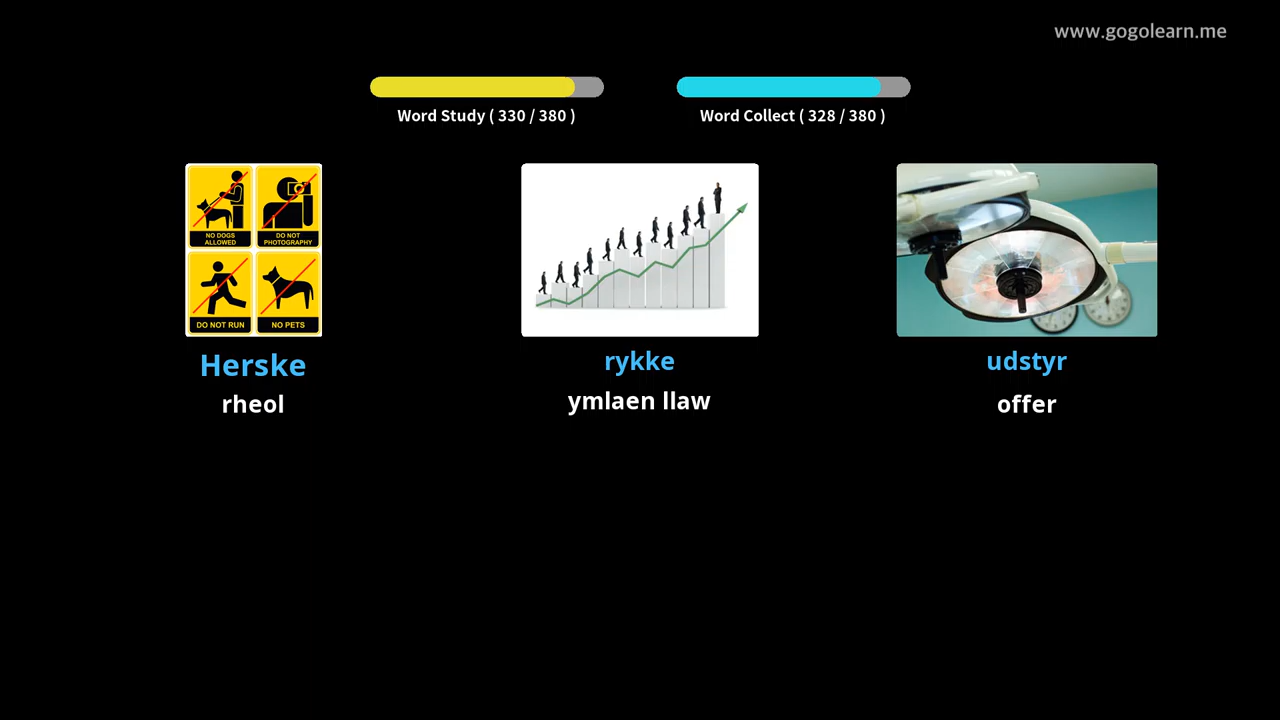 www.gogolearn.me
Word Study ( 330 / 380 )
Word Collect ( 328 / 380 )
NO DOGS
ALLOWED
DO NOT
PHOTOGRAPHY
DO NOT RUN
NO PETS
Herske
rykke
udstyr
rheol
ymlaen llaw
offer